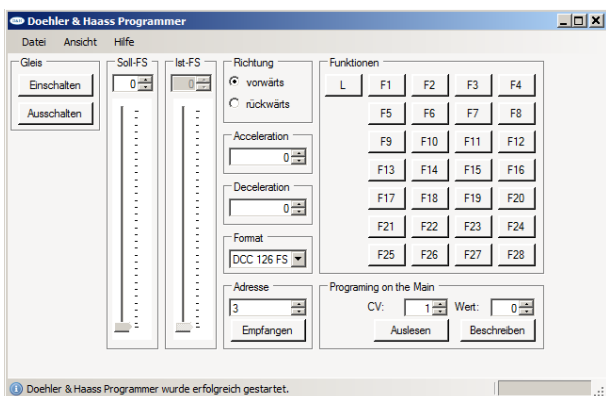 Doehler & Haass Programmer
Datei Ansicht Hilfe
Gleis
Einschalten
Ausschalten
Soll-FS
0
Ist-FS
0
Richtung
vorwärts
rückwärts
Acceleration
0
Deceleration
0
Format
DCC 126 FS
Adresse
3
Empfangen
Funktionen
L F1 F2 F3 F4
F5 F6 F7 F8
F9 F10 F11 F12
F13 F14 F15 F16
F17 F18 F19 F20
F21 F22 F23 F24
F25 F26 F27 F28
Programing on the Main
CV: 1 Wert: 0
Auslesen Beschreiben
Doehler & Haass Programmer wurde erfolgreich gestartet.